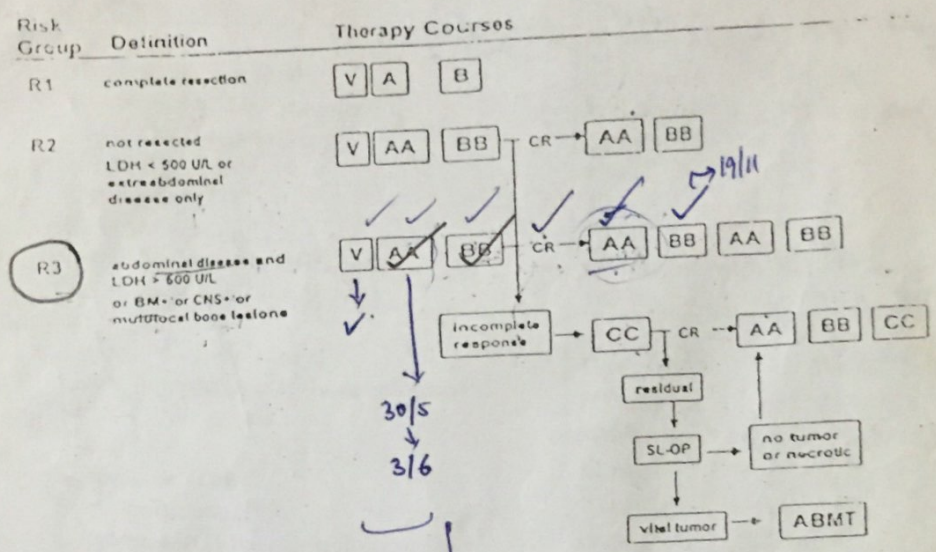 Risk
Group Definition Therapy Courses
R1 complete resection V A B
R2 not resected V AA BB CR AA BB
LDH < 500 U/L or
extraabdominal
disease only
19/11
R3 abdominal disease and V AA BB CR AA BB AA BB
LDH > 500 U/L
or BM+ or CNS+ or
multifocal bone lesions
incomplete
response CC CR AA BB CC
residual
30/5
3/6
SL-OP no tumor
or necrotic
vital tumor ABMT